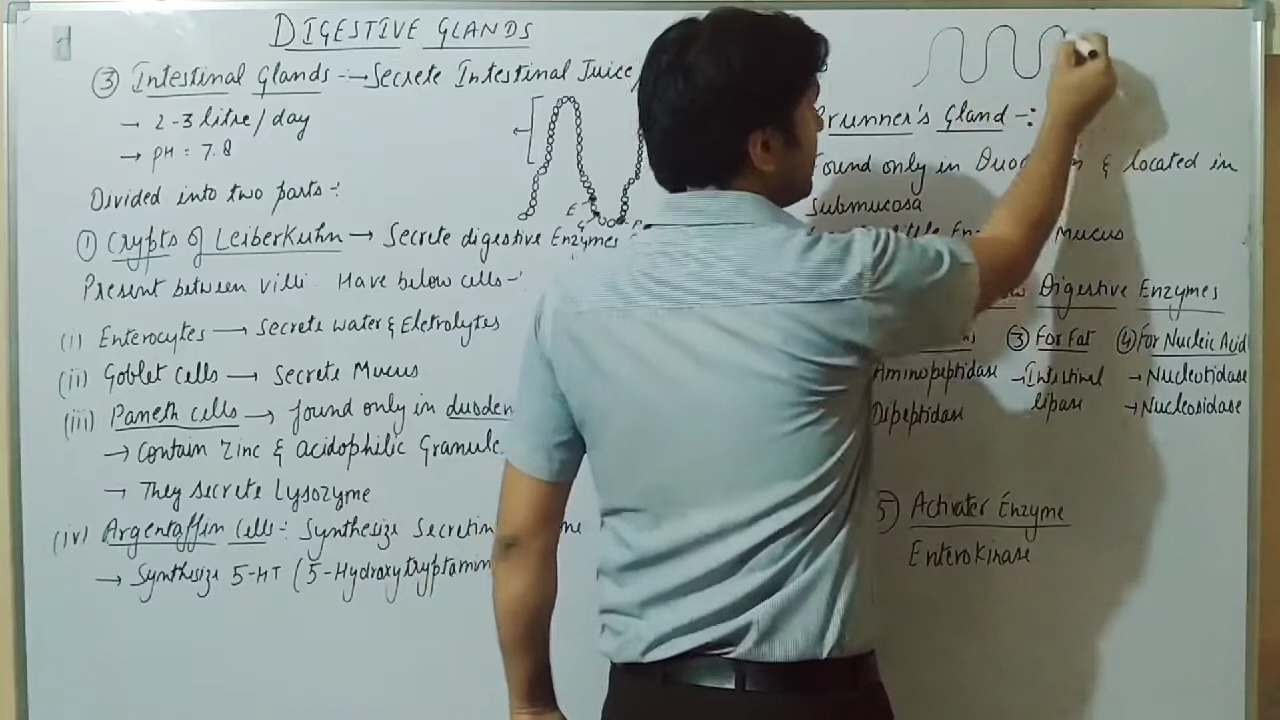 DIGESTIVE GLANDS
③ Intestinal Glands → Secrete Intestinal Juice
→ 2-3 litre/day
→ pH = 7.8
Divided into two parts -:
① Crypts of Leiberkuhn → Secrete digestive Enzymes
Present between villi. Have below cells -:
(i) Enterocytes → Secrete water & Eletrolytes
(ii) Goblet cells → Secrete Mucus
(iii) Paneth cells → found only in duoden
→ Contain Zinc & acidophilic Granule
→ They secrete Lysozyme
(iv) Argentaffin Cells -: Synthesize Secretin
→ Synthesize 5-HT (5-Hydroxytryptamin
E
G
P
Brunner's Gland -:
Found only in & located in
Submucosa
Mucus
Digestive Enzymes
③ For Fat
④ For Nucleic Acid
Aminopeptidase
Dipeptidase
→ Intestinal
lipase
→ Nucleotidase
→ Nucleosidase
5) Activater Enzyme
Enterokinase